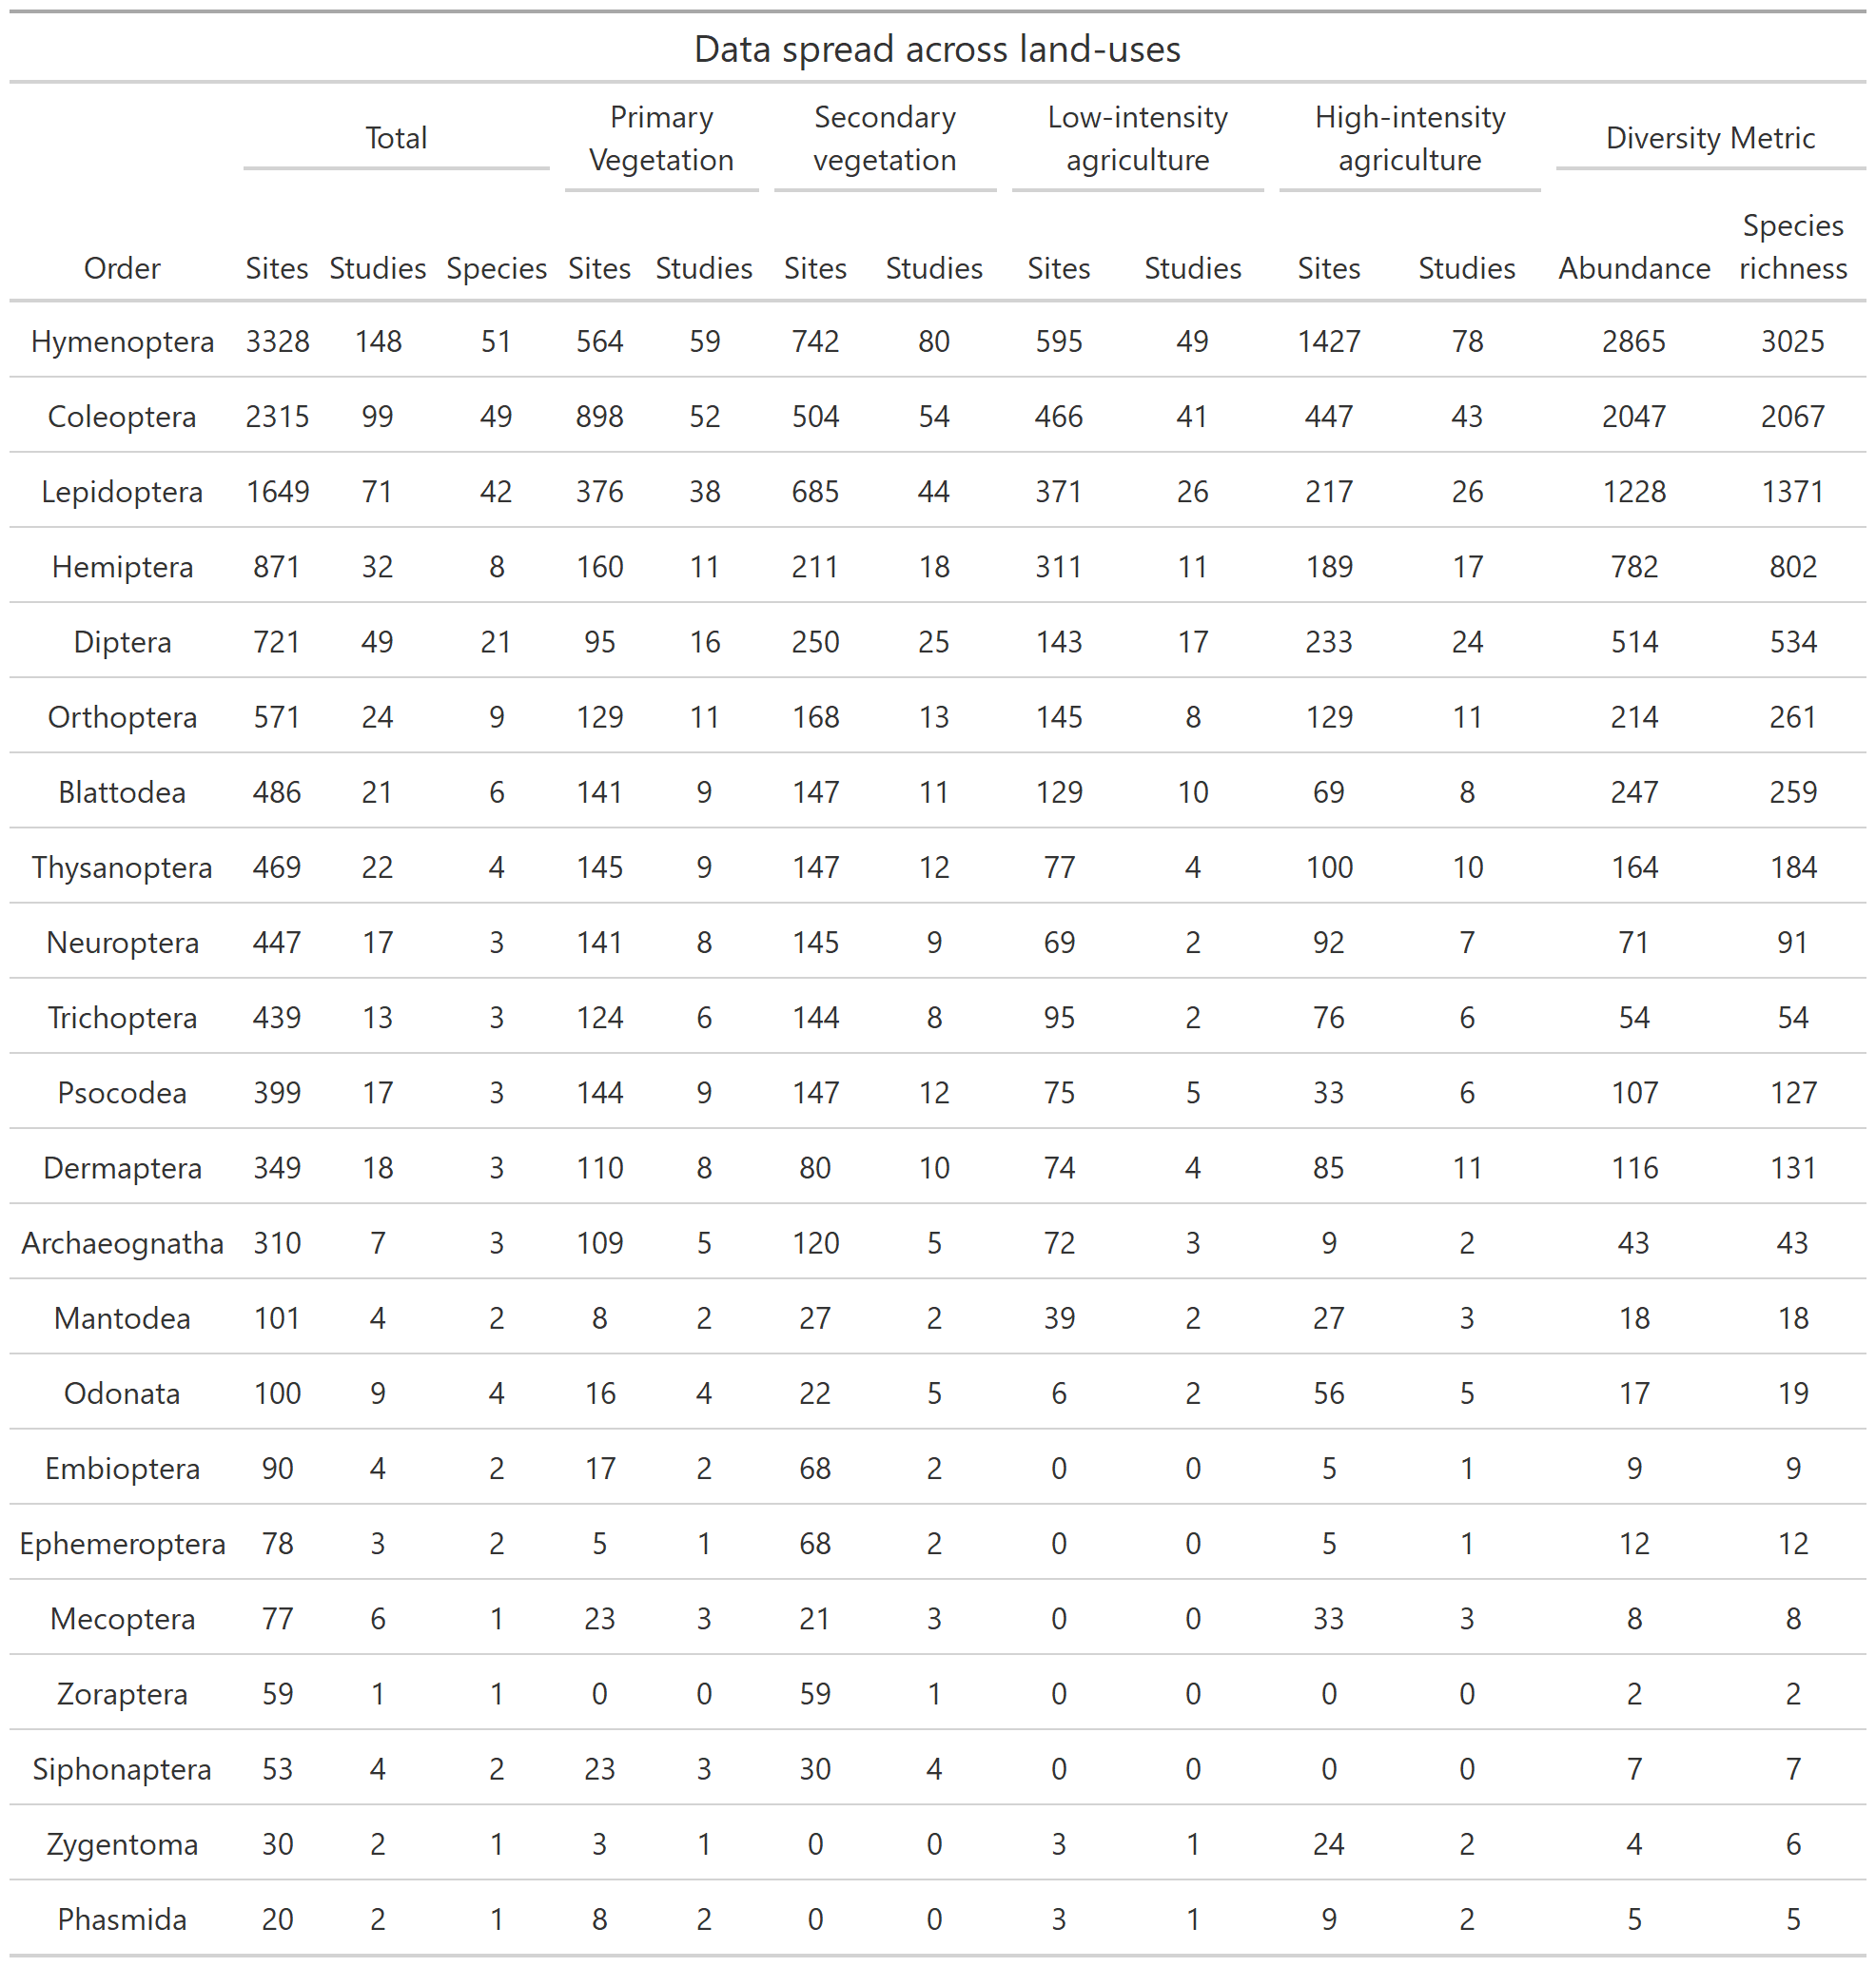 Data spread across land-uses
Total Primary Vegetation Secondary vegetation Low-intensity agriculture High-intensity agriculture Diversity Metric
Order Sites Studies Species Sites Studies Sites Studies Sites Studies Sites Studies Abundance Species richness
Hymenoptera 3328 148 51 564 59 742 80 595 49 1427 78 2865 3025
Coleoptera 2315 99 49 898 52 504 54 466 41 447 43 2047 2067
Lepidoptera 1649 71 42 376 38 685 44 371 26 217 26 1228 1371
Hemiptera 871 32 8 160 11 211 18 311 11 189 17 782 802
Diptera 721 49 21 95 16 250 25 143 17 233 24 514 534
Orthoptera 571 24 9 129 11 168 13 145 8 129 11 214 261
Blattodea 486 21 6 141 9 147 11 129 10 69 8 247 259
Thysanoptera 469 22 4 145 9 147 12 77 4 100 10 164 184
Neuroptera 447 17 3 141 8 145 9 69 2 92 7 71 91
Trichoptera 439 13 3 124 6 144 8 95 2 76 6 54 54
Psocodea 399 17 3 144 9 147 12 75 5 33 6 107 127
Dermaptera 349 18 3 110 8 80 10 74 4 85 11 116 131
Archaeognatha 310 7 3 109 5 120 5 72 3 9 2 43 43
Mantodea 101 4 2 8 2 27 2 39 2 27 3 18 18
Odonata 100 9 4 16 4 22 5 6 2 56 5 17 19
Embioptera 90 4 2 17 2 68 2 0 0 5 1 9 9
Ephemeroptera 78 3 2 5 1 68 2 0 0 5 1 12 12
Mecoptera 77 6 1 23 3 21 3 0 0 33 3 8 8
Zoraptera 59 1 1 0 0 59 1 0 0 0 0 2 2
Siphonaptera 53 4 2 23 3 30 4 0 0 0 0 7 7
Zygentoma 30 2 1 3 1 0 0 3 1 24 2 4 6
Phasmida 20 2 1 8 2 0 0 3 1 9 2 5 5